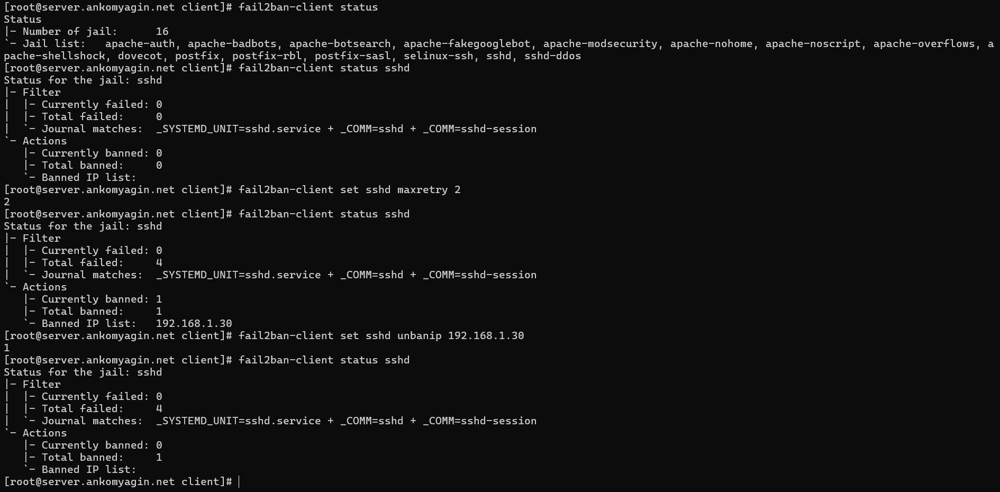 [root@server.ankomyagin.net client]# fail2ban-client status
Status
|- Number of jail:      16
`- Jail list:   apache-auth, apache-badbots, apache-botsearch, apache-fakegooglebot, apache-modsecurity, apache-nohome, apache-noscript, apache-overflows, a
pache-shellshock, dovecot, postfix, postfix-rbl, postfix-sasl, selinux-ssh, sshd, sshd-ddos
[root@server.ankomyagin.net client]# fail2ban-client status sshd
Status for the jail: sshd
|- Filter
|  |- Currently failed: 0
|  |- Total failed:     0
|  `- Journal matches:  _SYSTEMD_UNIT=sshd.service + _COMM=sshd + _COMM=sshd-session
`- Actions
   |- Currently banned: 0
   |- Total banned:     0
   `- Banned IP list:
[root@server.ankomyagin.net client]# fail2ban-client set sshd maxretry 2
2
[root@server.ankomyagin.net client]# fail2ban-client status sshd
Status for the jail: sshd
|- Filter
|  |- Currently failed: 0
|  |- Total failed:     4
|  `- Journal matches:  _SYSTEMD_UNIT=sshd.service + _COMM=sshd + _COMM=sshd-session
`- Actions
   |- Currently banned: 1
   |- Total banned:     1
   `- Banned IP list:   192.168.1.30
[root@server.ankomyagin.net client]# fail2ban-client set sshd unbanip 192.168.1.30
1
[root@server.ankomyagin.net client]# fail2ban-client status sshd
Status for the jail: sshd
|- Filter
|  |- Currently failed: 0
|  |- Total failed:     4
|  `- Journal matches:  _SYSTEMD_UNIT=sshd.service + _COMM=sshd + _COMM=sshd-session
`- Actions
   |- Currently banned: 0
   |- Total banned:     1
   `- Banned IP list:
[root@server.ankomyagin.net client]#